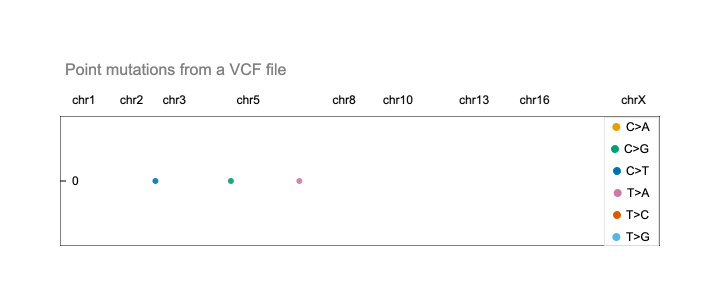 Point mutations from a VCF file
chr1 chr2 chr3 chr5 chr8 chr10 chr13 chr16 chrX
C>A
C>G
C>T
0
T>A
T>C
T>G